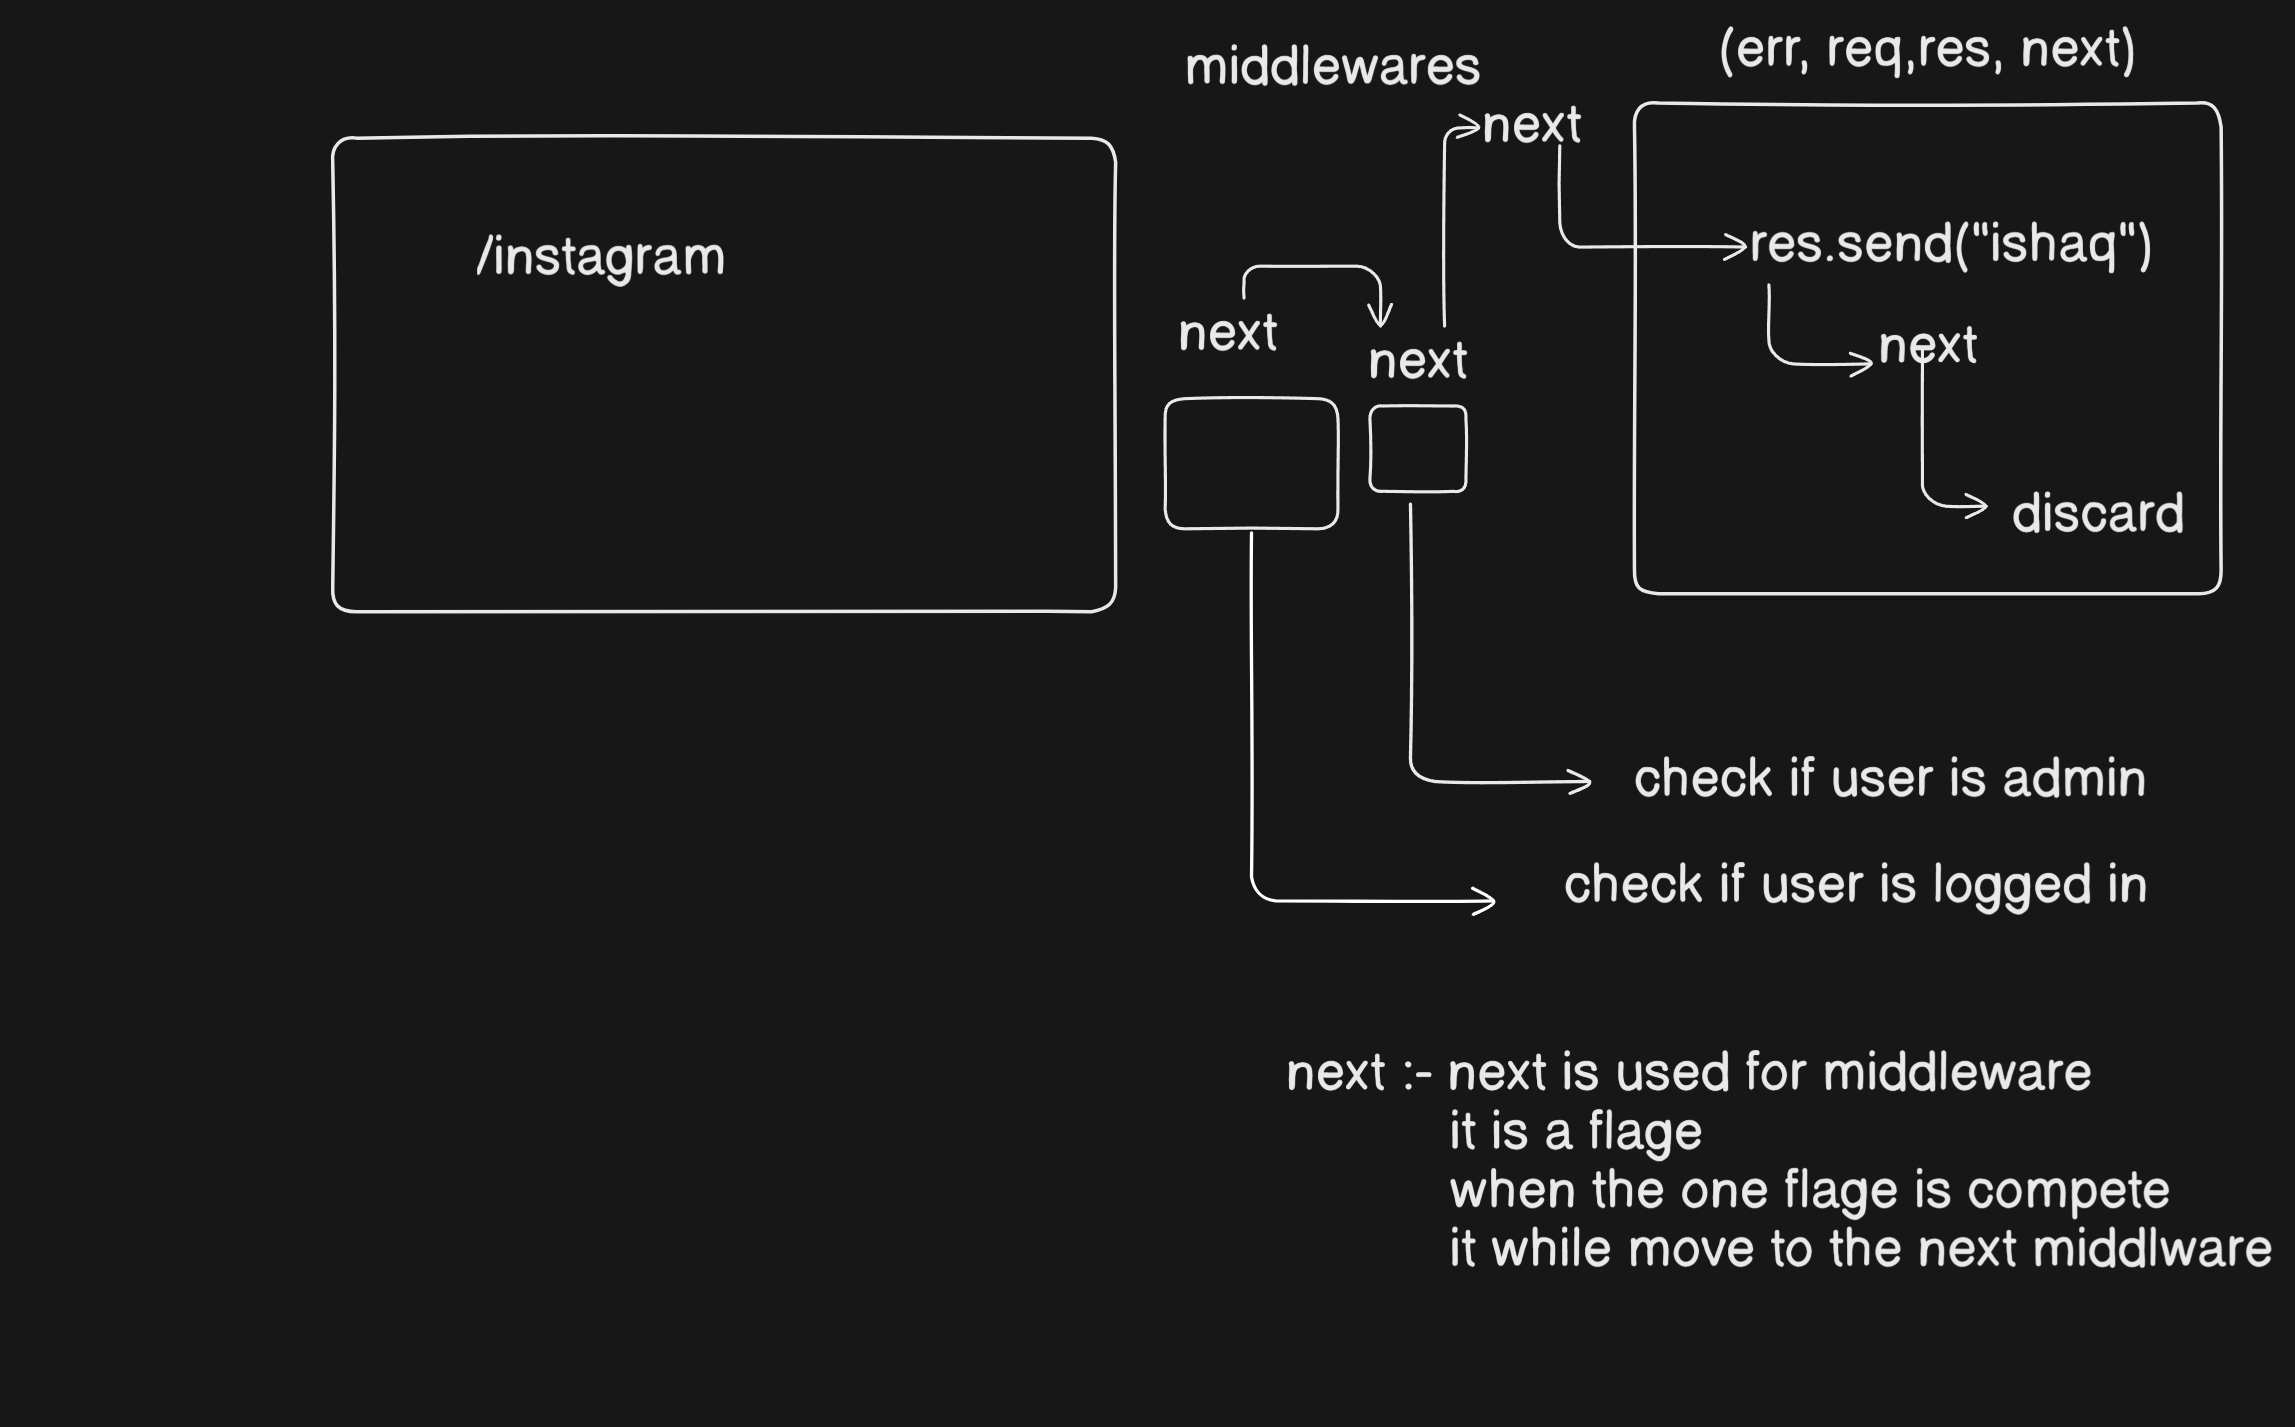 (err, req,res, next)
middlewares
next
/instagram
res.send("ishaq")
next
next
next
discard
check if user is admin
check if user is logged in
next :- next is used for middleware
it is a flage
when the one flage is compete
it while move to the next middlware